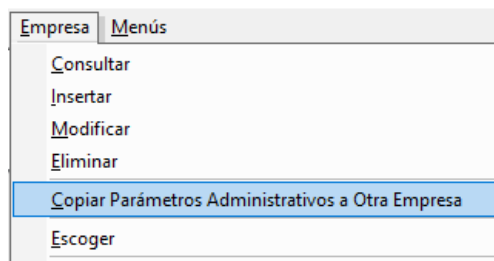 Empresa Menús
Consultar
Insertar
Modificar
Eliminar
Copiar Parámetros Administrativos a Otra Empresa
Escoger